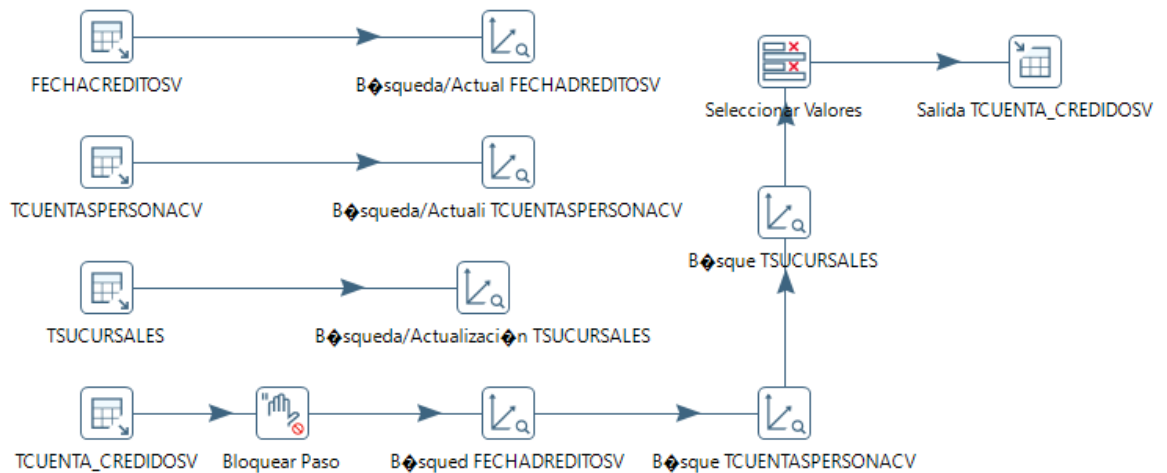 FECHACREDITOSV
B�squeda/Actual FECHADREDITOSV
Seleccionar Valores
Salida TCUENTA_CREDIDOSV
TCUENTASPERSONACV
B�squeda/Actuali TCUENTASPERSONACV
B�sque TSUCURSALES
TSUCURSALES
B�squeda/Actualizaci�n TSUCURSALES
TCUENTA_CREDIDOSV
Bloquear Paso
B�squed FECHADREDITOSV
B�sque TCUENTASPERSONACV